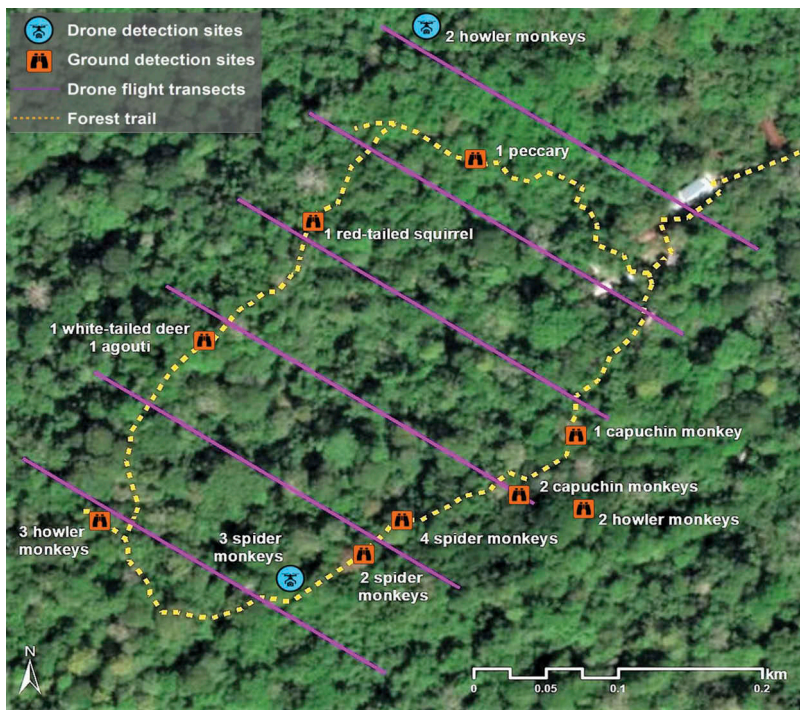 Drone detection sites
Ground detection sites
Drone flight transects
Forest trail
2 howler monkeys
1 peccary
1 red-tailed squirrel
1 white-tailed deer
1 agouti
1 capuchin monkey
2 capuchin monkeys
2 howler monkeys
3 howler
monkeys
3 spider
monkeys
4 spider monkeys
2 spider
monkeys
N
km
0
0.05
0.1
0.2